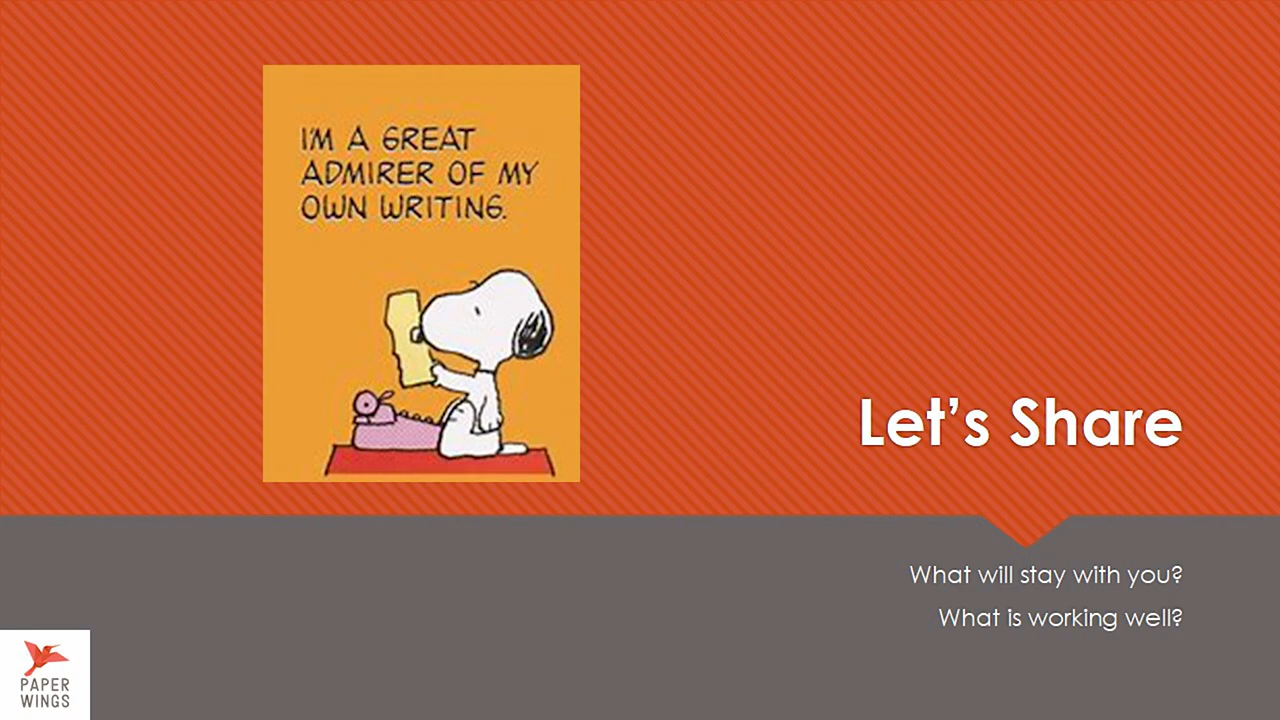 I'M A GREAT
ADMIRER OF MY
OWN WRITING.
Let's Share
What will stay with you?
What is working well?
PAPER
WINGS